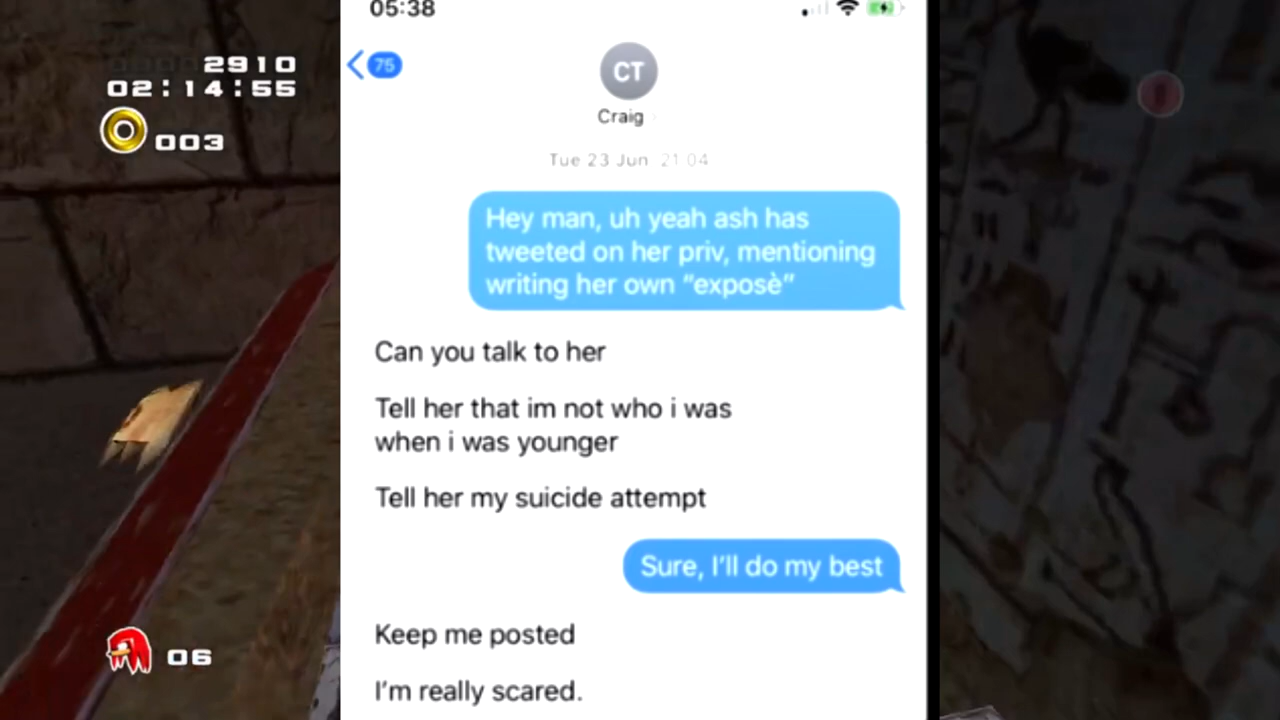 2910
02:14:55
003
05:38
75
CT
Craig
Tue 23 Jun 21:04
Hey man, uh yeah ash has
tweeted on her priv, mentioning
writing her own “exposè”
Can you talk to her
Tell her that im not who i was
when i was younger
Tell her my suicide attempt
Sure, I’ll do my best
Keep me posted
I’m really scared.
06